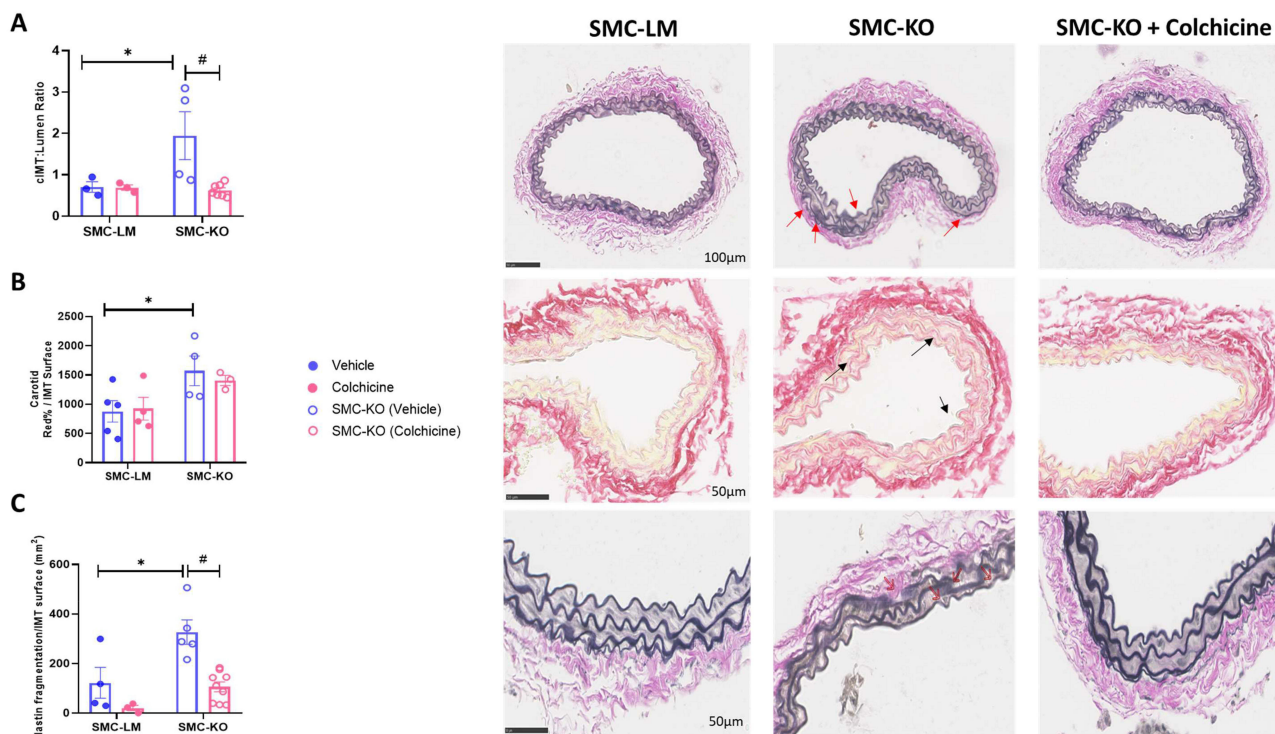 A
cIMT:Lumen Ratio
4
3
2
1
0
*
#
SMC-LM
SMC-KO
B
Carotid
Red% / IMT Surface
2500
2000
1500
1000
500
0
*
SMC-LM
SMC-KO
Vehicle
Colchicine
SMC-KO (Vehicle)
SMC-KO (Colchicine)
C
lastin fragmentation/IMT surface (mm²)
600
400
200
0
*
#
SMC-LM
SMC-KO
SMC-LM
SMC-KO
SMC-KO + Colchicine
100µm
50µm
50µm